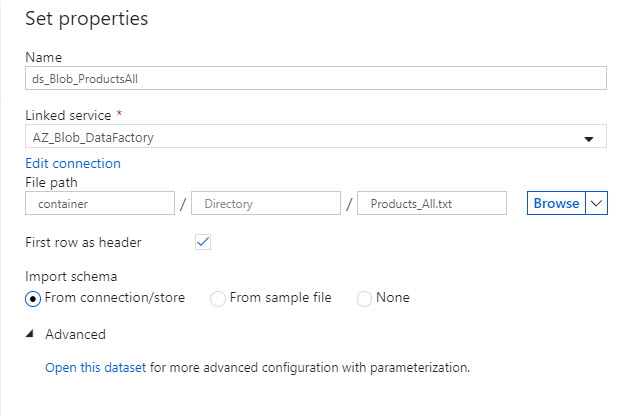 Set properties
Name
ds_Blob_ProductsAll
Linked service *
AZ_Blob_DataFactory
Edit connection
File path
container / Directory / Products_All.txt Browse
First row as header
Import schema
From connection/store From sample file None
Advanced
Open this dataset for more advanced configuration with parameterization.